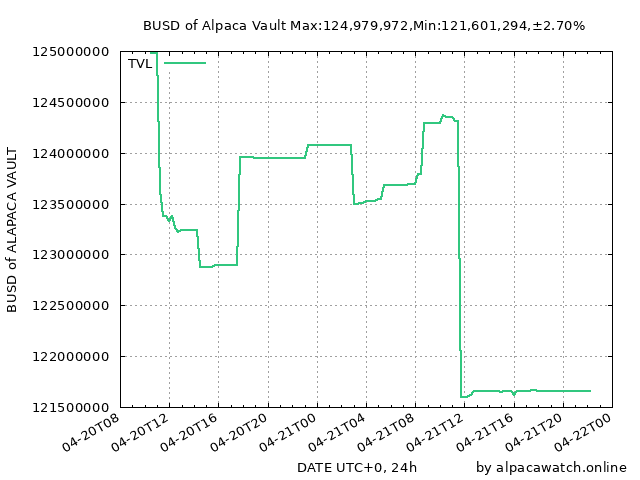 BUSD of Alpaca Vault Max:124,979,972,Min:121,601,294,±2.70%
TVL
125000000
124500000
124000000
123500000
123000000
122500000
122000000
121500000
BUSD of ALAPACA VAULT
04-20T08
04-20T12
04-20T16
04-20T20
04-21T00
04-21T04
04-21T08
04-21T12
04-21T16
04-21T20
04-22T00
DATE UTC+0, 24h
by alpacawatch.online